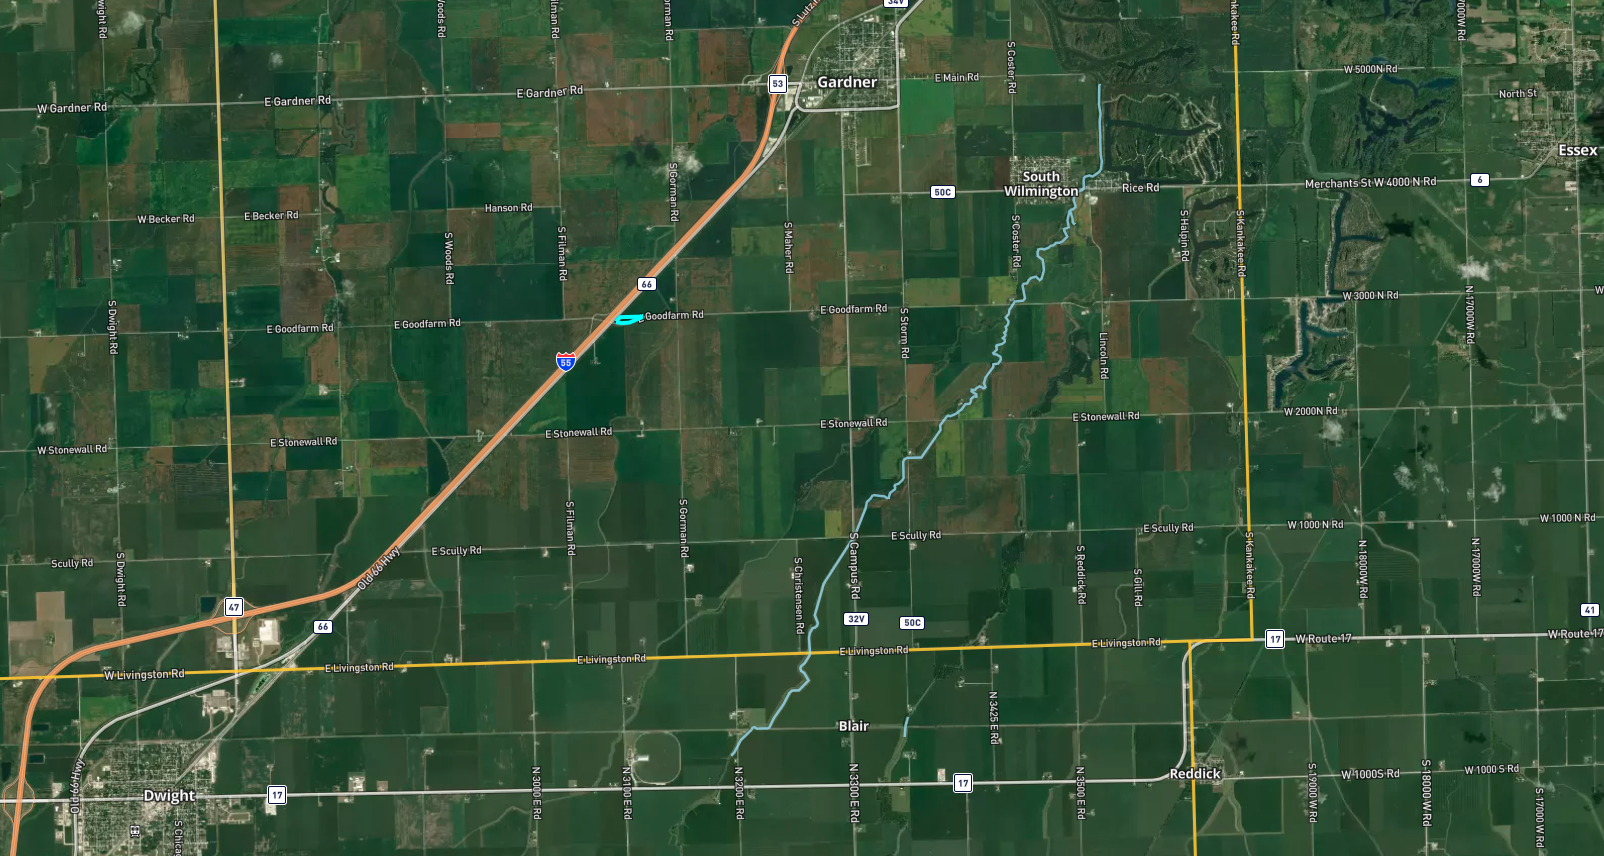 S Lutzi
34V
53
Gardner
E Main Rd
S Coster Rd
W 5000N Rd
North St
Essex
W Gardner Rd
E Gardner Rd
E Gardner Rd
South
Wilmington
50C
Rice Rd
Merchants St W 4000 N Rd
6
S Gorman Rd
W Becker Rd
E Becker Rd
Hanson Rd
S Woods Rd
S Filman Rd
S Maher Rd
S Coster Rd
S Halpin Rd
S Kankakee Rd
66
W 3000 N Rd
N 17000W Rd
S Dwight Rd
E Goodfarm Rd
E Goodfarm Rd
E Goodfarm Rd
E Goodfarm Rd
S Storm Rd
Lincoln Rd
55
W 2000N Rd
W Stonewall Rd
E Stonewall Rd
E Stonewall Rd
E Stonewall Rd
E Stonewall Rd
S Filman Rd
S Gorman Rd
E Scully Rd
W 1000 N Rd
W 1000 N Rd
Scully Rd
S Dwight Rd
Old 66 Hwy
E Scully Rd
E Scully Rd
S Christensen Rd
S Campus Rd
S Reddick Rd
S Gill Rd
S Kankakee Rd
N 18000W Rd
N 17000W Rd
47
66
32V
50C
41
17
W Route 17
W Route 17
W Livingston Rd
E Livingston Rd
E Livingston Rd
E Livingston Rd
E Livingston Rd
N 3425 E Rd
Blair
Old 66 Hwy
Dwight
17
S Chica
N 3000 E Rd
N 3100 E Rd
N 3200 E Rd
N 3300 E Rd
17
N 3500 E Rd
Reddick
W 1000S Rd
W 1000 S Rd
S 19000 W Rd
S 18000 W Rd
S 17000 W Rd